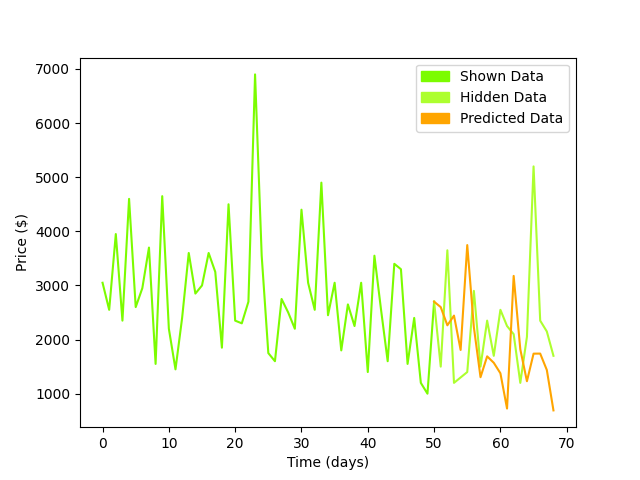 7000
6000
5000
4000
3000
2000
1000
Price ($)
Shown Data
Hidden Data
Predicted Data
0 10 20 30 40 50 60 70
Time (days)